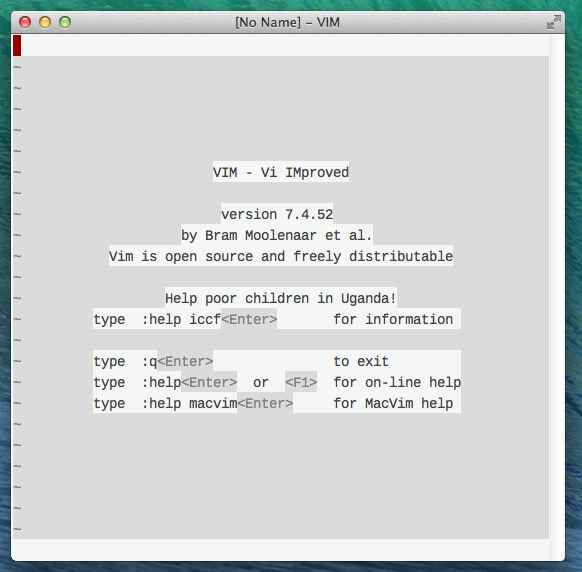 [No Name] – VIM
~
~
~
~
~
VIM - Vi IMproved
~
version 7.4.52
by Bram Moolenaar et al.
Vim is open source and freely distributable
~
Help poor children in Uganda!
type  :help iccf<Enter>       for information
~
type  :q<Enter>               to exit
type  :help<Enter>  or  <F1>  for on-line help
type  :help macvim<Enter>     for MacVim help
~
~
~
~
~
~